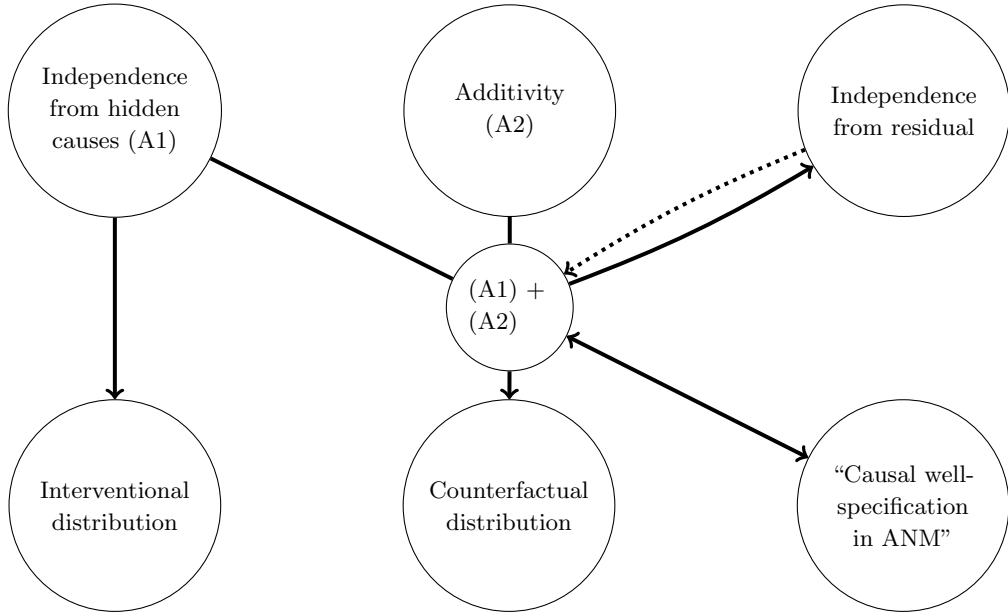 Independence
from hidden
causes (A1)
Additivity
(A2)
Independence
from residual
(A1) +
(A2)
Interventional
distribution
Counterfactual
distribution
“Causal well-
specification
in ANM”